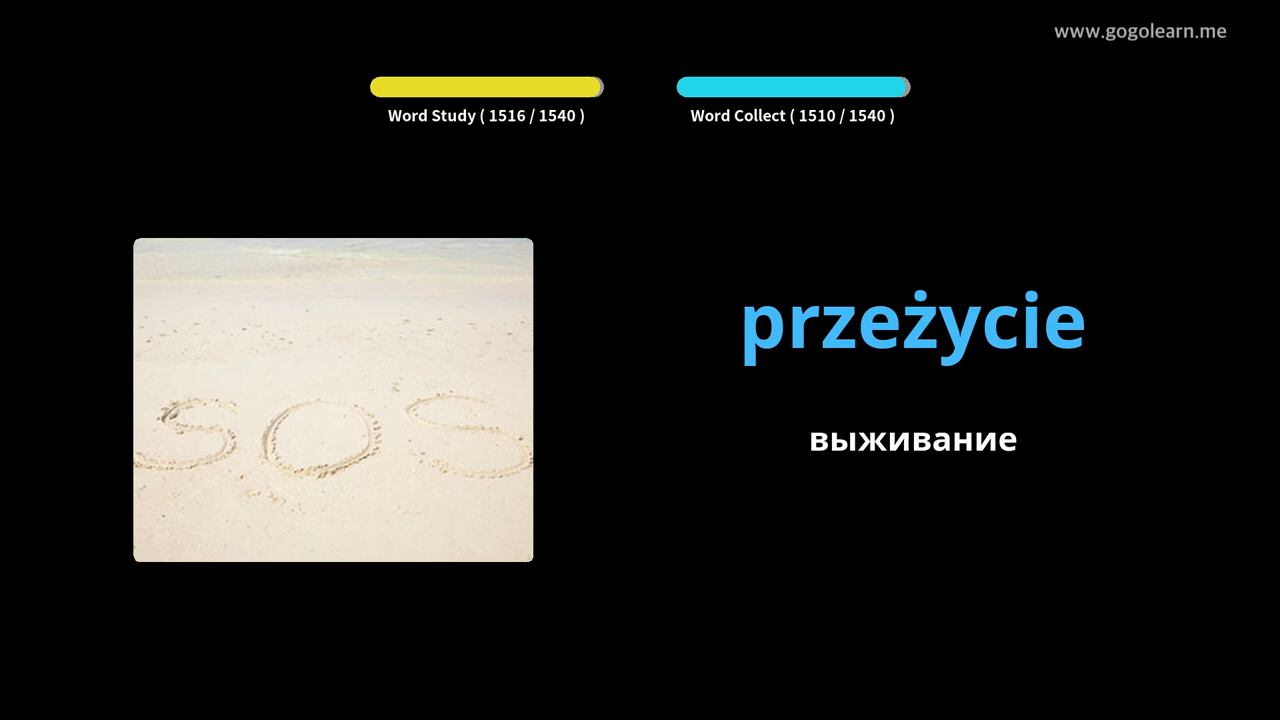 www.gogolearn.me
Word Study ( 1516 / 1540 )
Word Collect ( 1510 / 1540 )
SOS
przeżycie
выживание